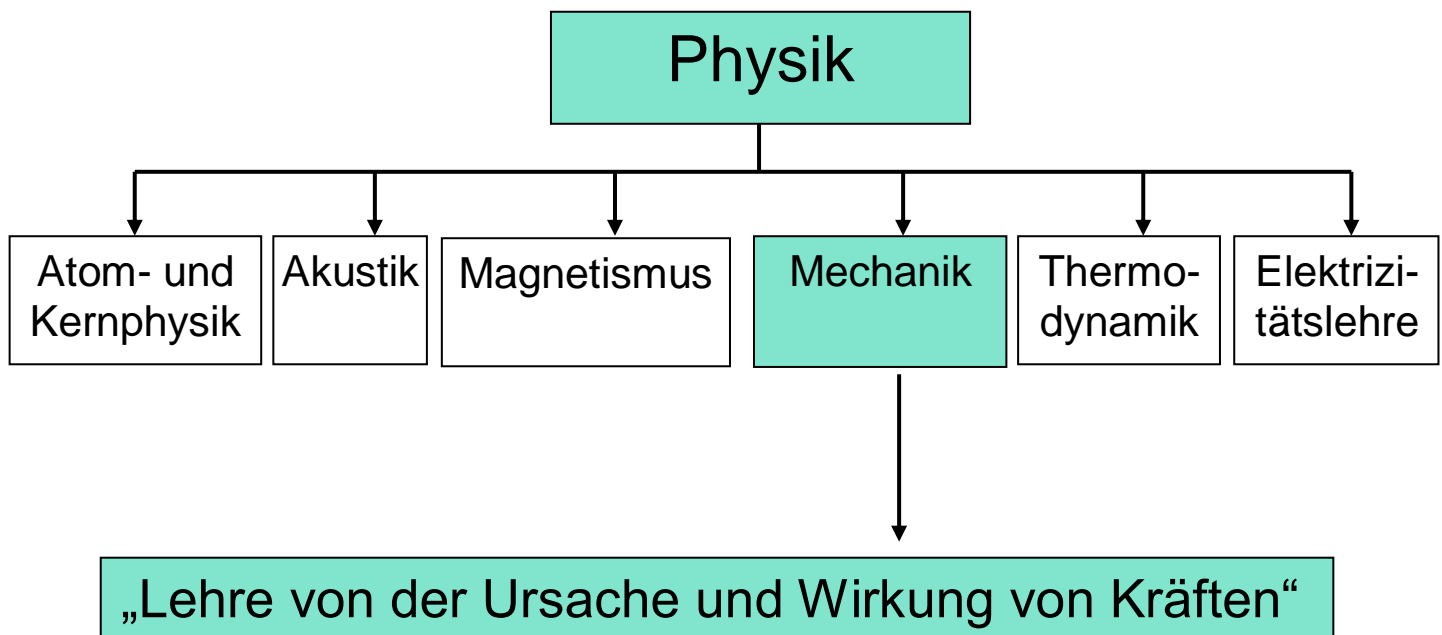 Physik
Atom- und
Kernphysik
Akustik
Magnetismus
Mechanik
Thermo-
dynamik
Elektrizi-
tätslehre
„Lehre von der Ursache und Wirkung von Kräften“